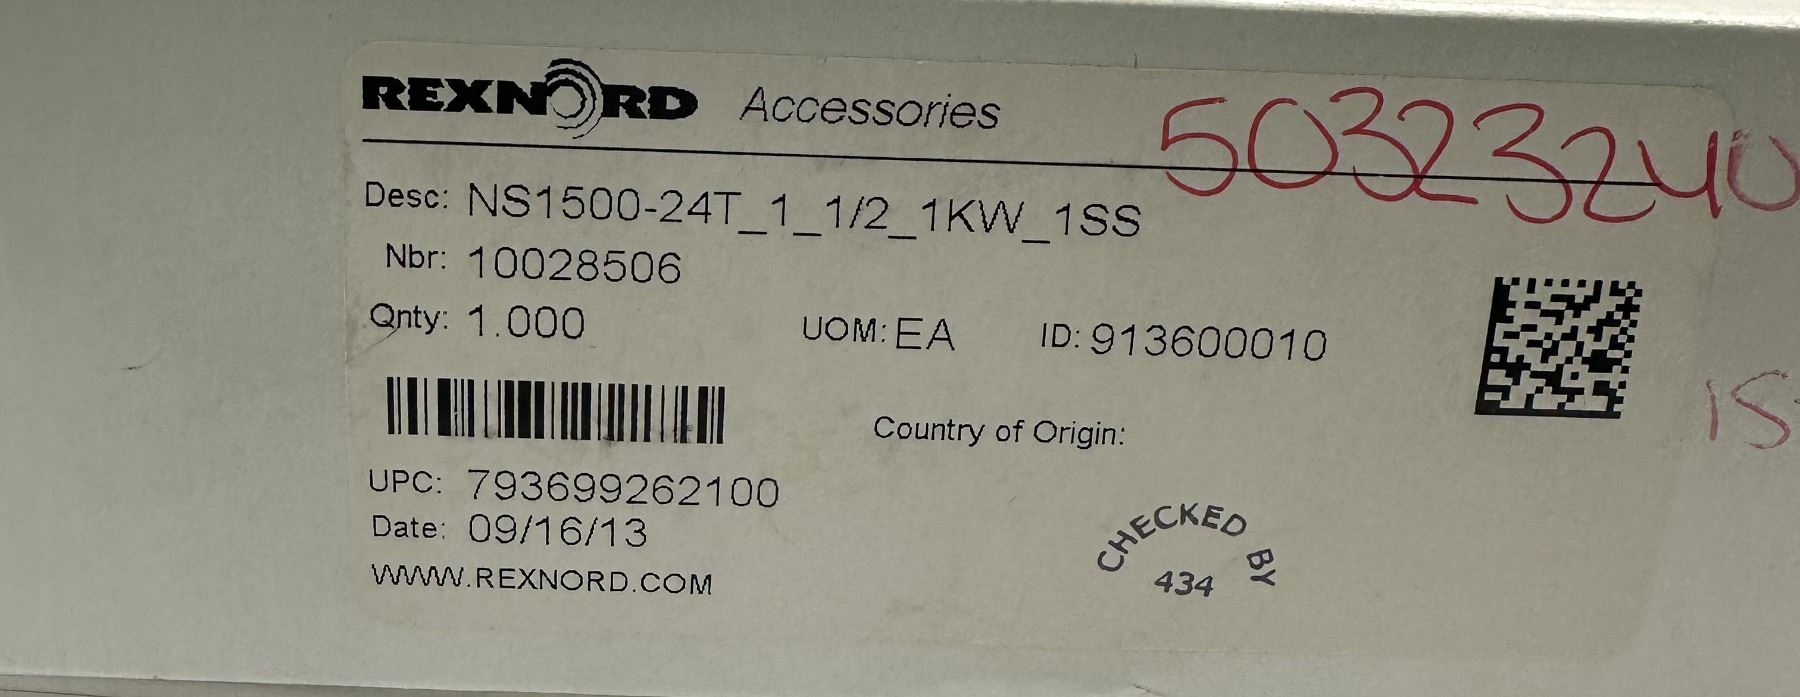 REXNORD Accessories
50323240
Desc: NS1500-24T_1_1/2_1KW_1SS
Nbr: 10028506
Qnty: 1.000 UOM: EA ID: 913600010
Country of Origin:
UPC: 793699262100
Date: 09/16/13
WWW.REXNORD.COM
CHECKED BY
434